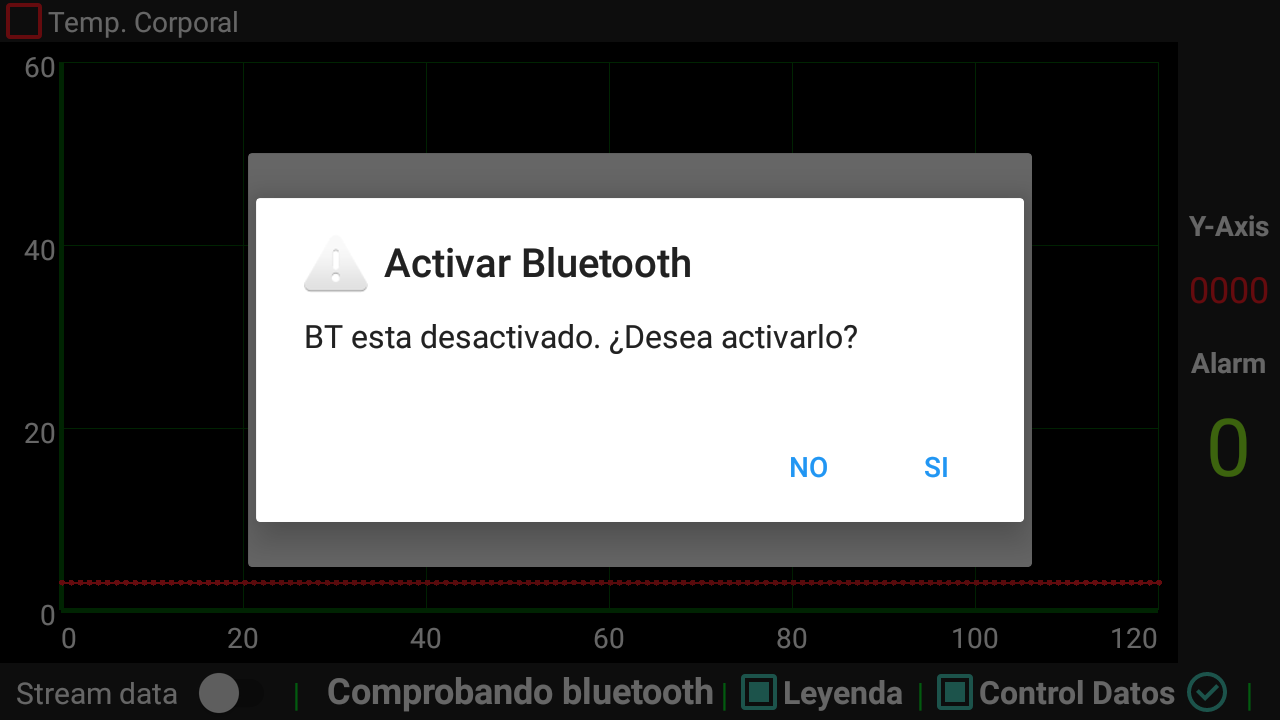 Temp. Corporal
60
40
20
0
0 20 40 60 80 100 120
Y-Axis
0000
Alarm
0
Activar Bluetooth
BT esta desactivado. ¿Desea activarlo?
NO SI
Stream data | Comprobando bluetooth | Leyenda | Control Datos |